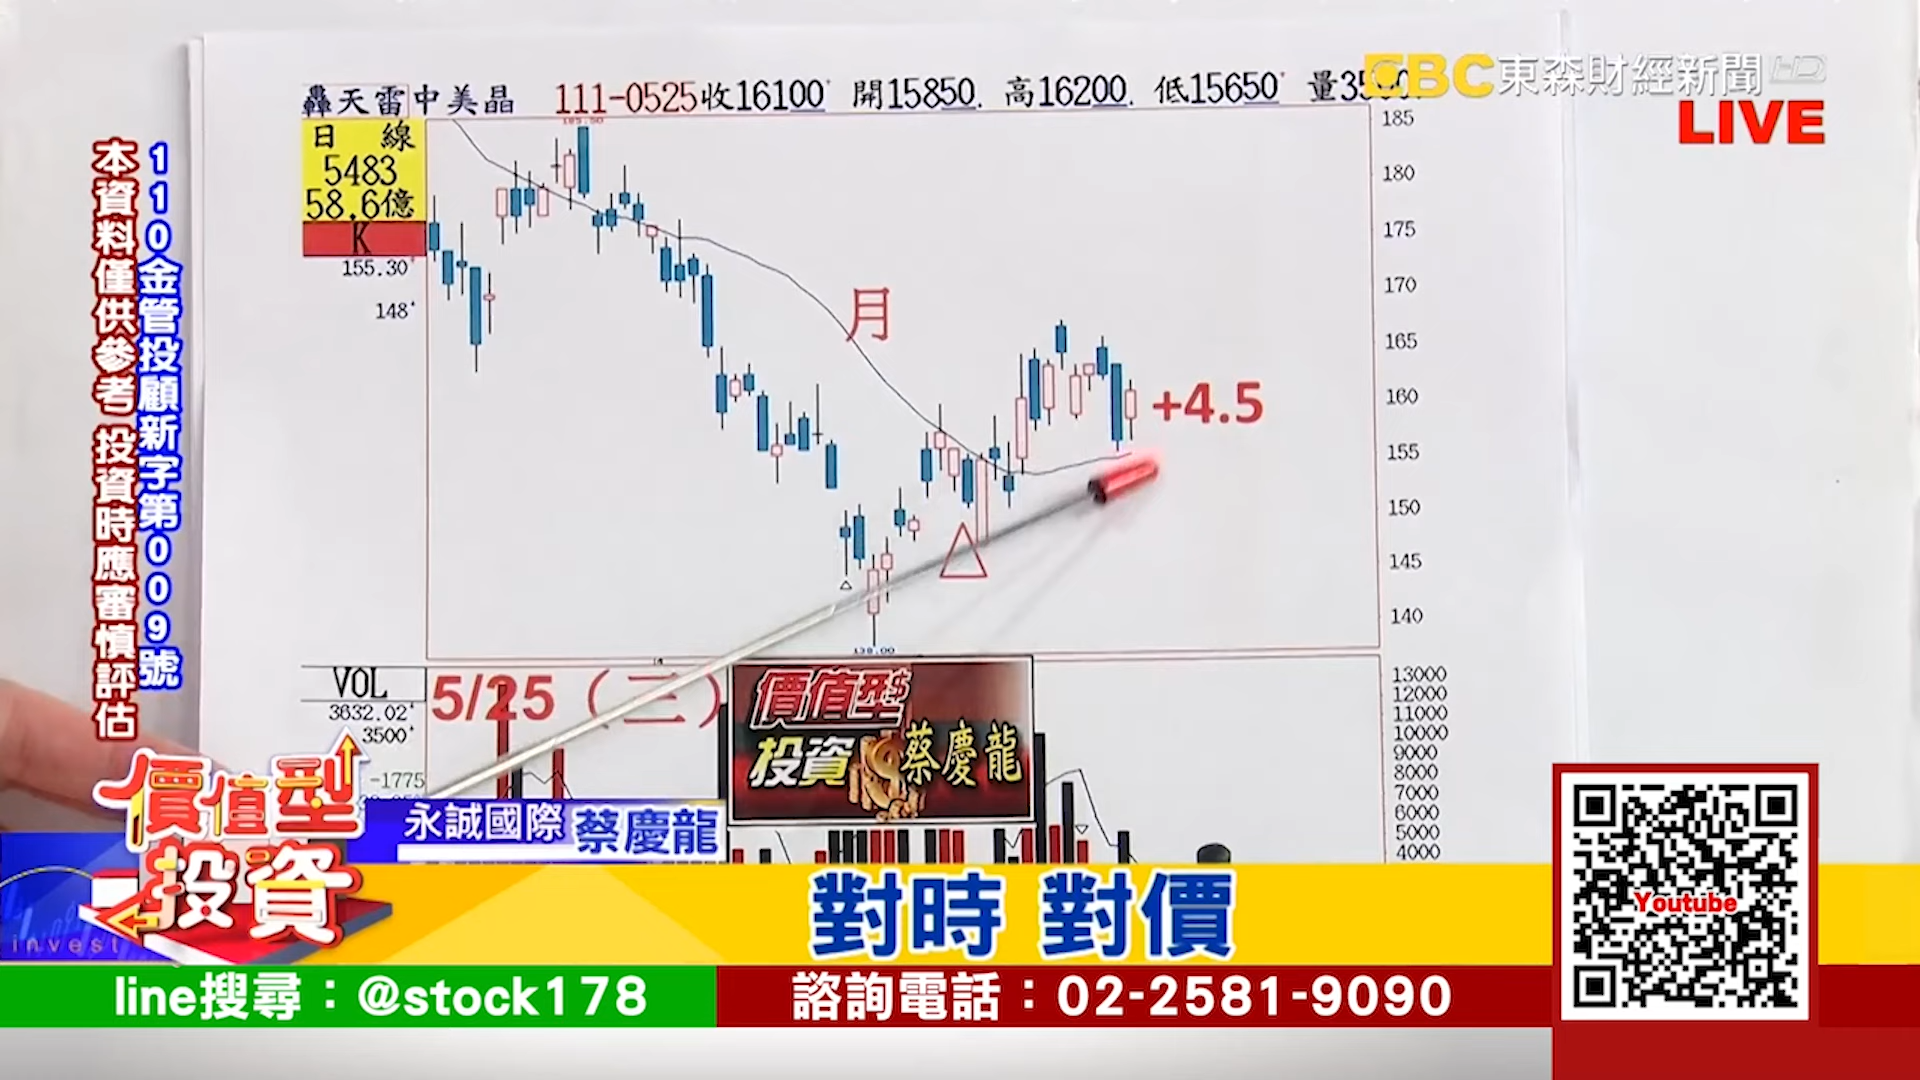 轟天雷中美晶 111-0525收16100 開15850 高16200 低15650
EBC東森財經新聞 HD
LIVE
日 線
5483
58.6億
K
155.30
148
185.50
185
180
175
170
165
160
155
150
145
140
月
+4.5
138.00
VOL
3632.02
3500
-1775
5/25(三)
13000
12000
11000
10000
9000
8000
7000
6000
5000
4000
110金管投顧新字第009號
本資料僅供參考 投資時應審慎評估
價值型$
投資 蔡慶龍
價值型
投資
invest
永誠國際 蔡慶龍
對時 對價
line搜尋：@stock178
諮詢電話：02-2581-9090
Youtube